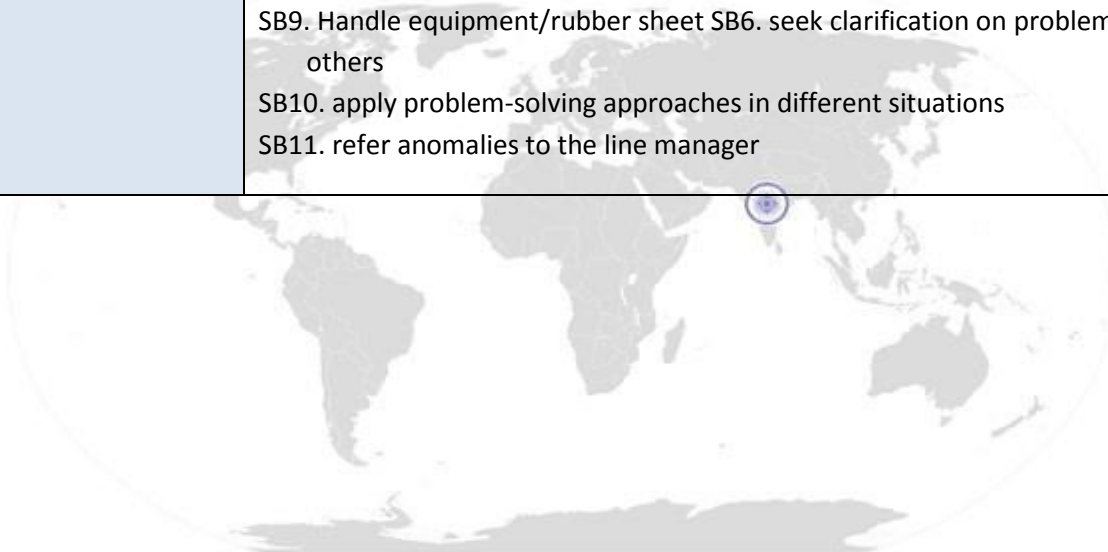 SB9. Handle equipment/rubber sheet SB6. seek clarification on problem
others
SB10. apply problem-solving approaches in different situations
SB11. refer anomalies to the line manager